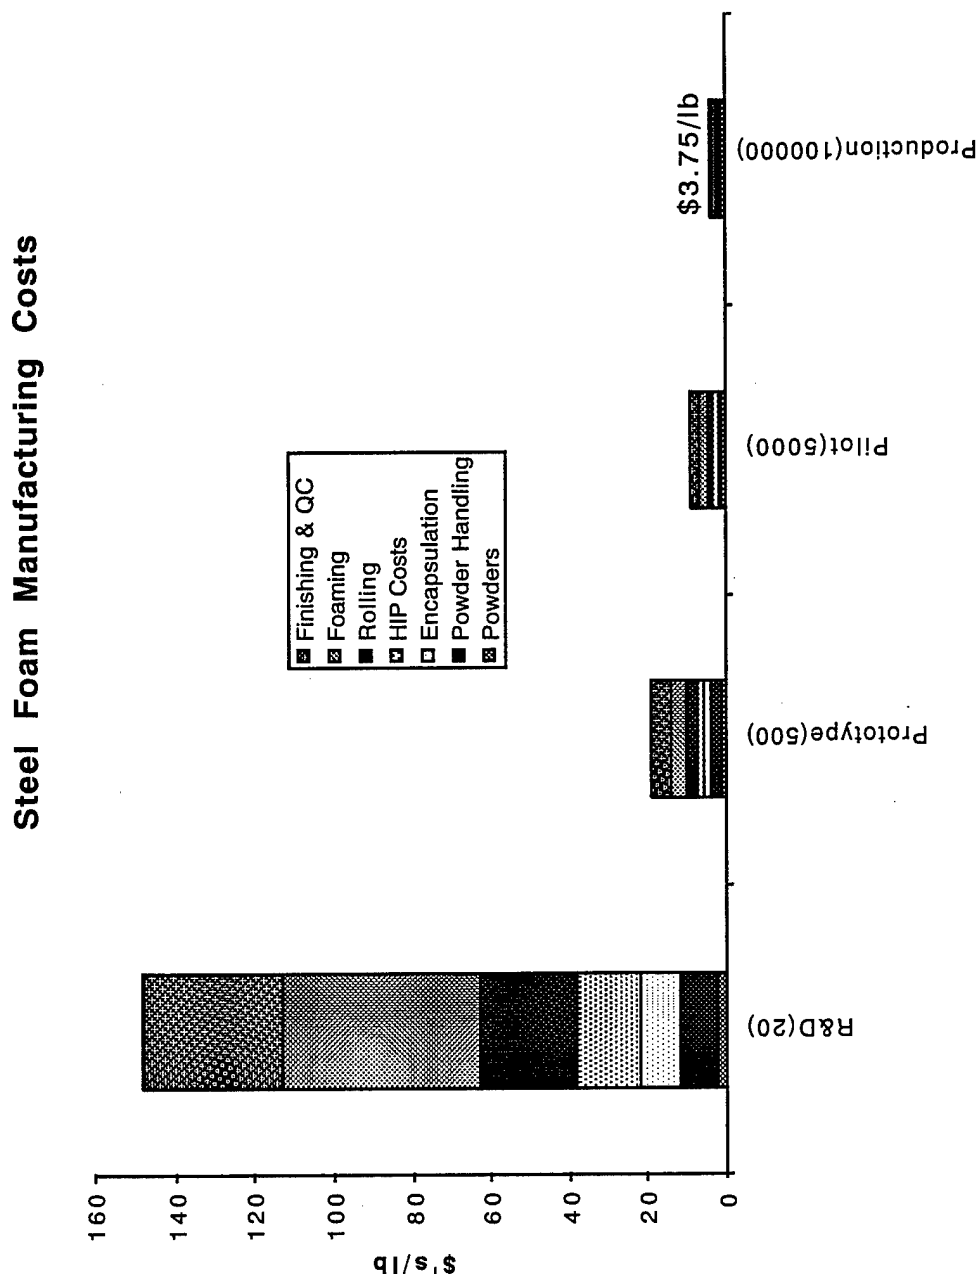 Steel Foam Manufacturing Costs
$'s/lb
160
140
120
100
80
60
40
20
0
Finishing & QC
Foaming
Rolling
HIP Costs
Encapsulation
Powder Handling
Powders
$3.75/lb
R&D(20)
Prototype(500)
Pilot(5000)
Production(100000)